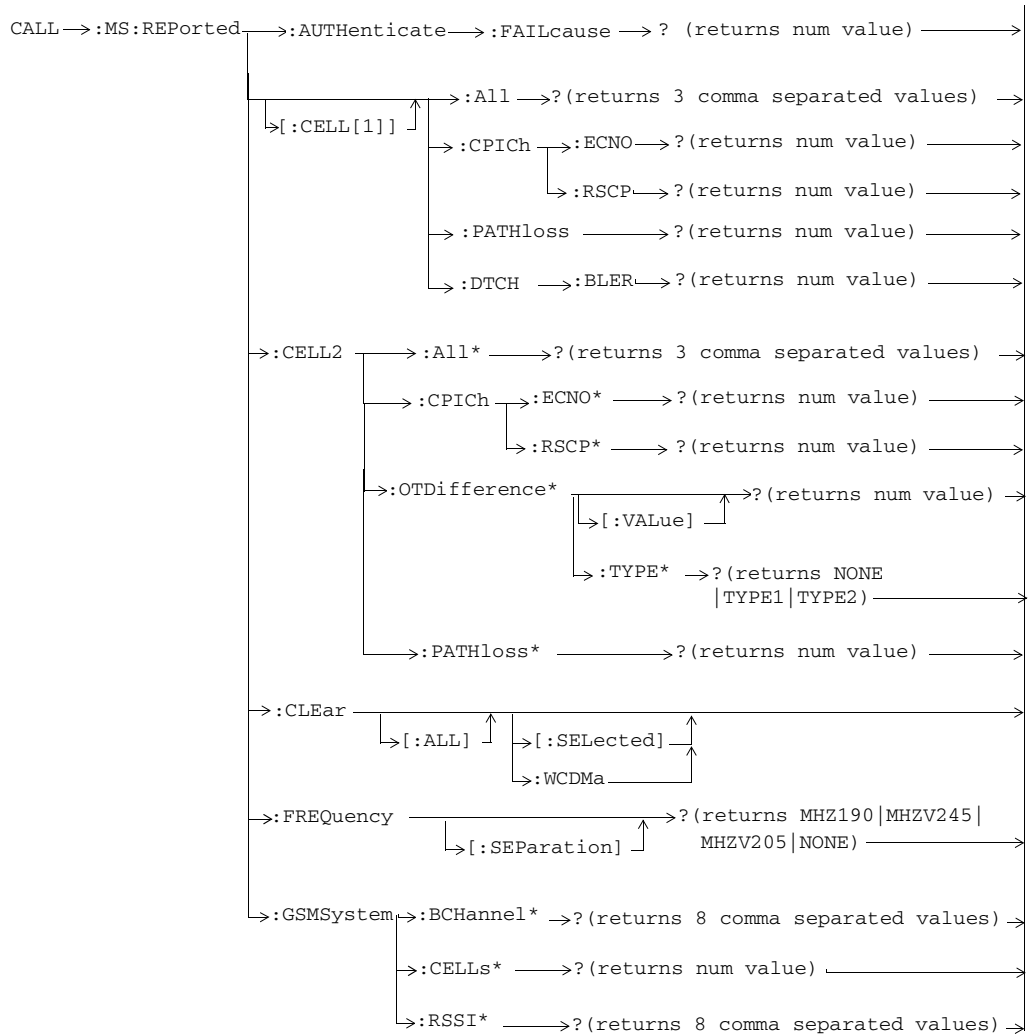 CALL :MS:REPorted :AUTHenticate :FAILcause ? (returns num value)
:All ?(returns 3 comma separated values)
[:CELL[1]]
:CPICh :ECNO ?(returns num value)
:RSCP ?(returns num value)
:PATHloss ?(returns num value)
:DTCH :BLER ?(returns num value)
:CELL2 :All* ?(returns 3 comma separated values)
:CPICh :ECNO* ?(returns num value)
:RSCP* ?(returns num value)
:OTDifference* ?(returns num value)
[:VALue]
:TYPE* ?(returns NONE
|TYPE1|TYPE2)
:PATHloss* ?(returns num value)
:CLEar
[:ALL] [:SELected]
:WCDMa
:FREQuency ?(returns MHZ190|MHZV245|
[:SEParation] MHZV205|NONE)
:GSMSystem :BCHannel* ?(returns 8 comma separated values)
:CELLs* ?(returns num value)
:RSSI* ?(returns 8 comma separated values)